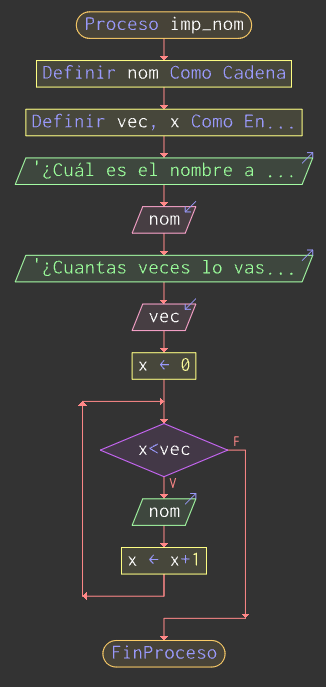 Proceso imp_nom
Definir nom Como Cadena
Definir vec, x Como En...
'¿Cuál es el nombre a ...
nom
'¿Cuantas veces lo vas...
vec
x ← 0
x<vec
F
V
nom
x ← x+1
FinProceso